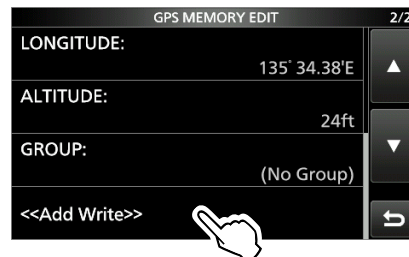 GPS MEMORY EDIT 2/2
LONGITUDE:
135° 34.38'E
ALTITUDE:
24ft
GROUP:
(No Group)
<<Add Write>>